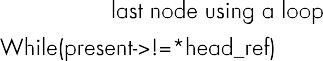 last node using a loop
While(present->!=*head_ref)